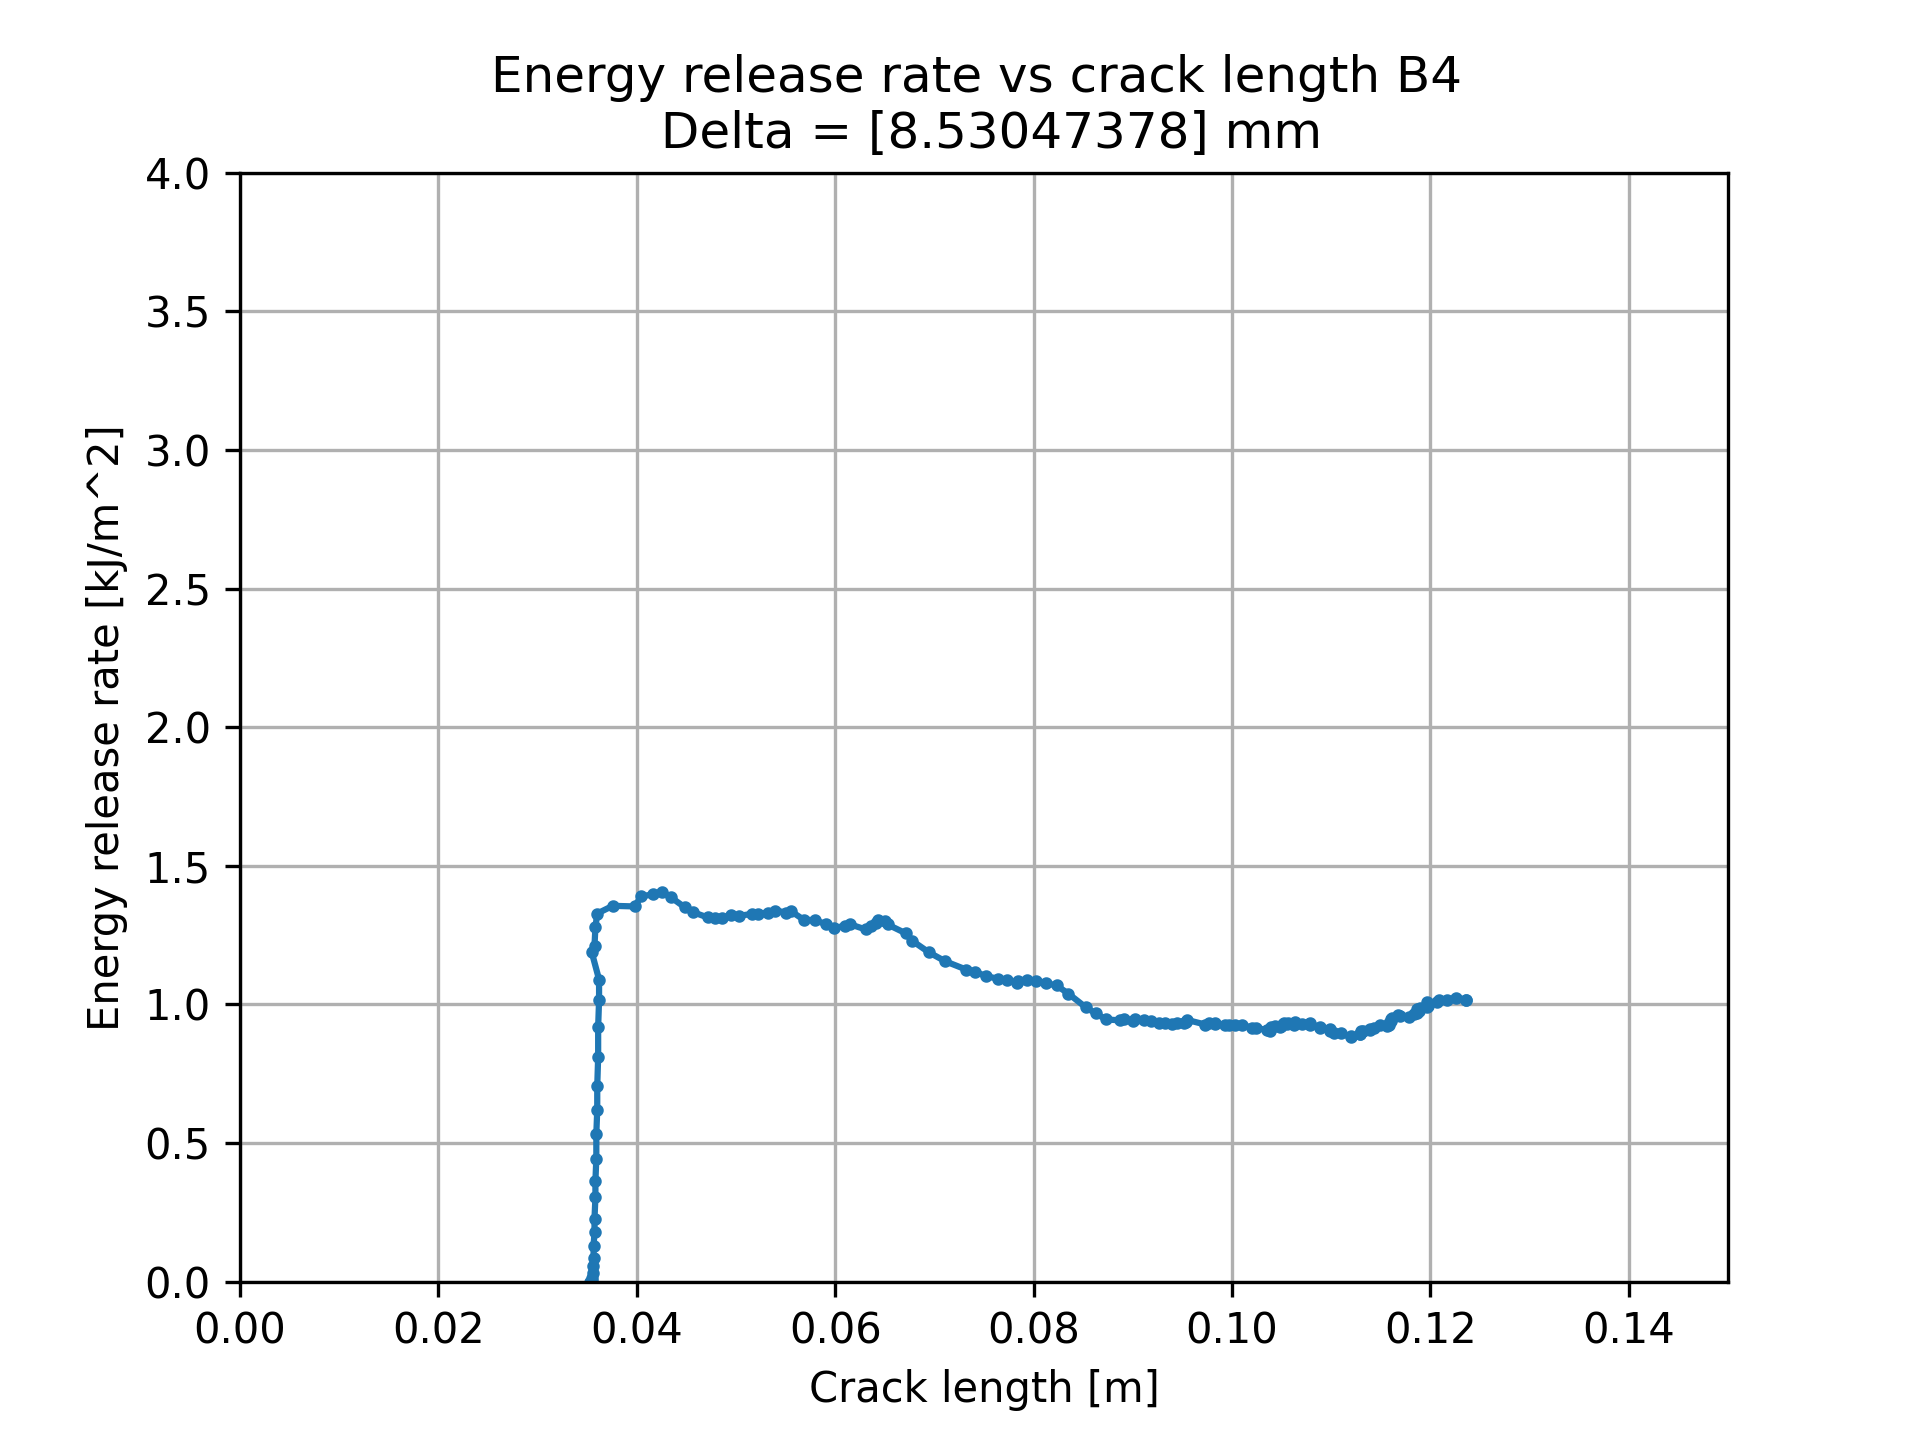 Energy release rate vs crack length B4
Delta = [8.53047378] mm
4.0
3.5
3.0
2.5
2.0
1.5
1.0
0.5
0.0
Energy release rate [kJ/m^2]
0.00 0.02 0.04 0.06 0.08 0.10 0.12 0.14
Crack length [m]